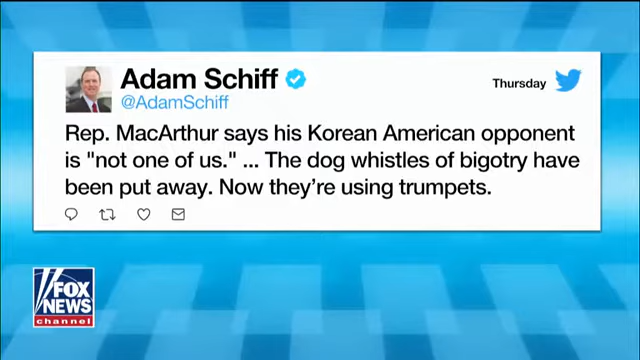 Adam Schiff
@AdamSchiff
Thursday
Rep. MacArthur says his Korean American opponent
is "not one of us." ... The dog whistles of bigotry have
been put away. Now they’re using trumpets.
FOX
NEWS
channel